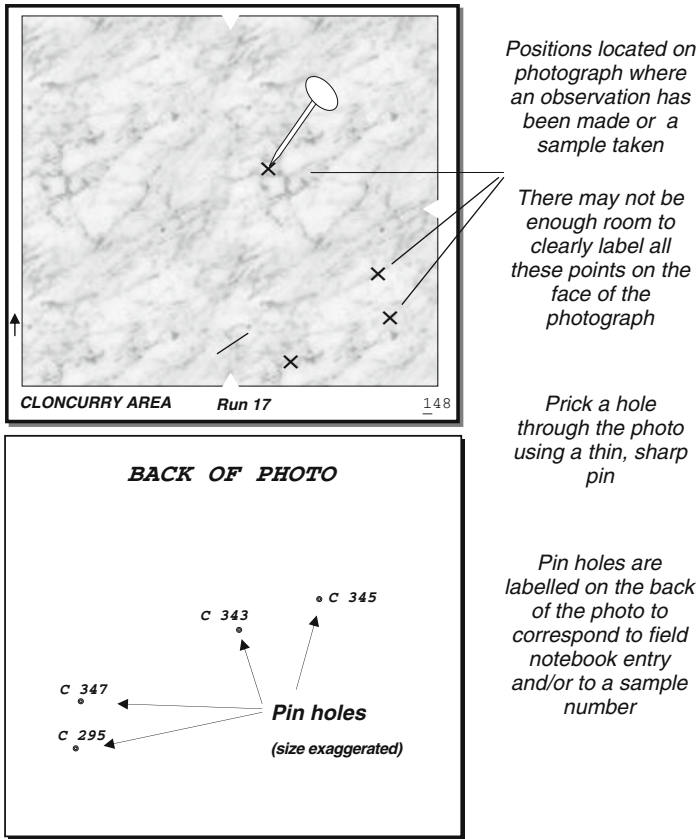 Positions located on
photograph where
an observation has
been made or a
sample taken
There may not be
enough room to
clearly label all
these points on the
face of the
photograph
CLONCURRY AREA
Run 17
148
Prick a hole
through the photo
using a thin, sharp
pin
BACK OF PHOTO
C 345
C 343
C 347
C 295
Pin holes
(size exaggerated)
Pin holes are
labelled on the back
of the photo to
correspond to field
notebook entry
and/or to a sample
number